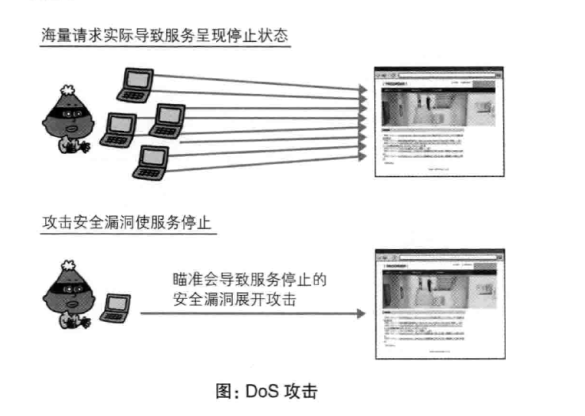 海量请求实际导致服务呈现停止状态
攻击安全漏洞使服务停止
瞄准会导致服务停止的
安全漏洞展开攻击
图：DoS 攻击